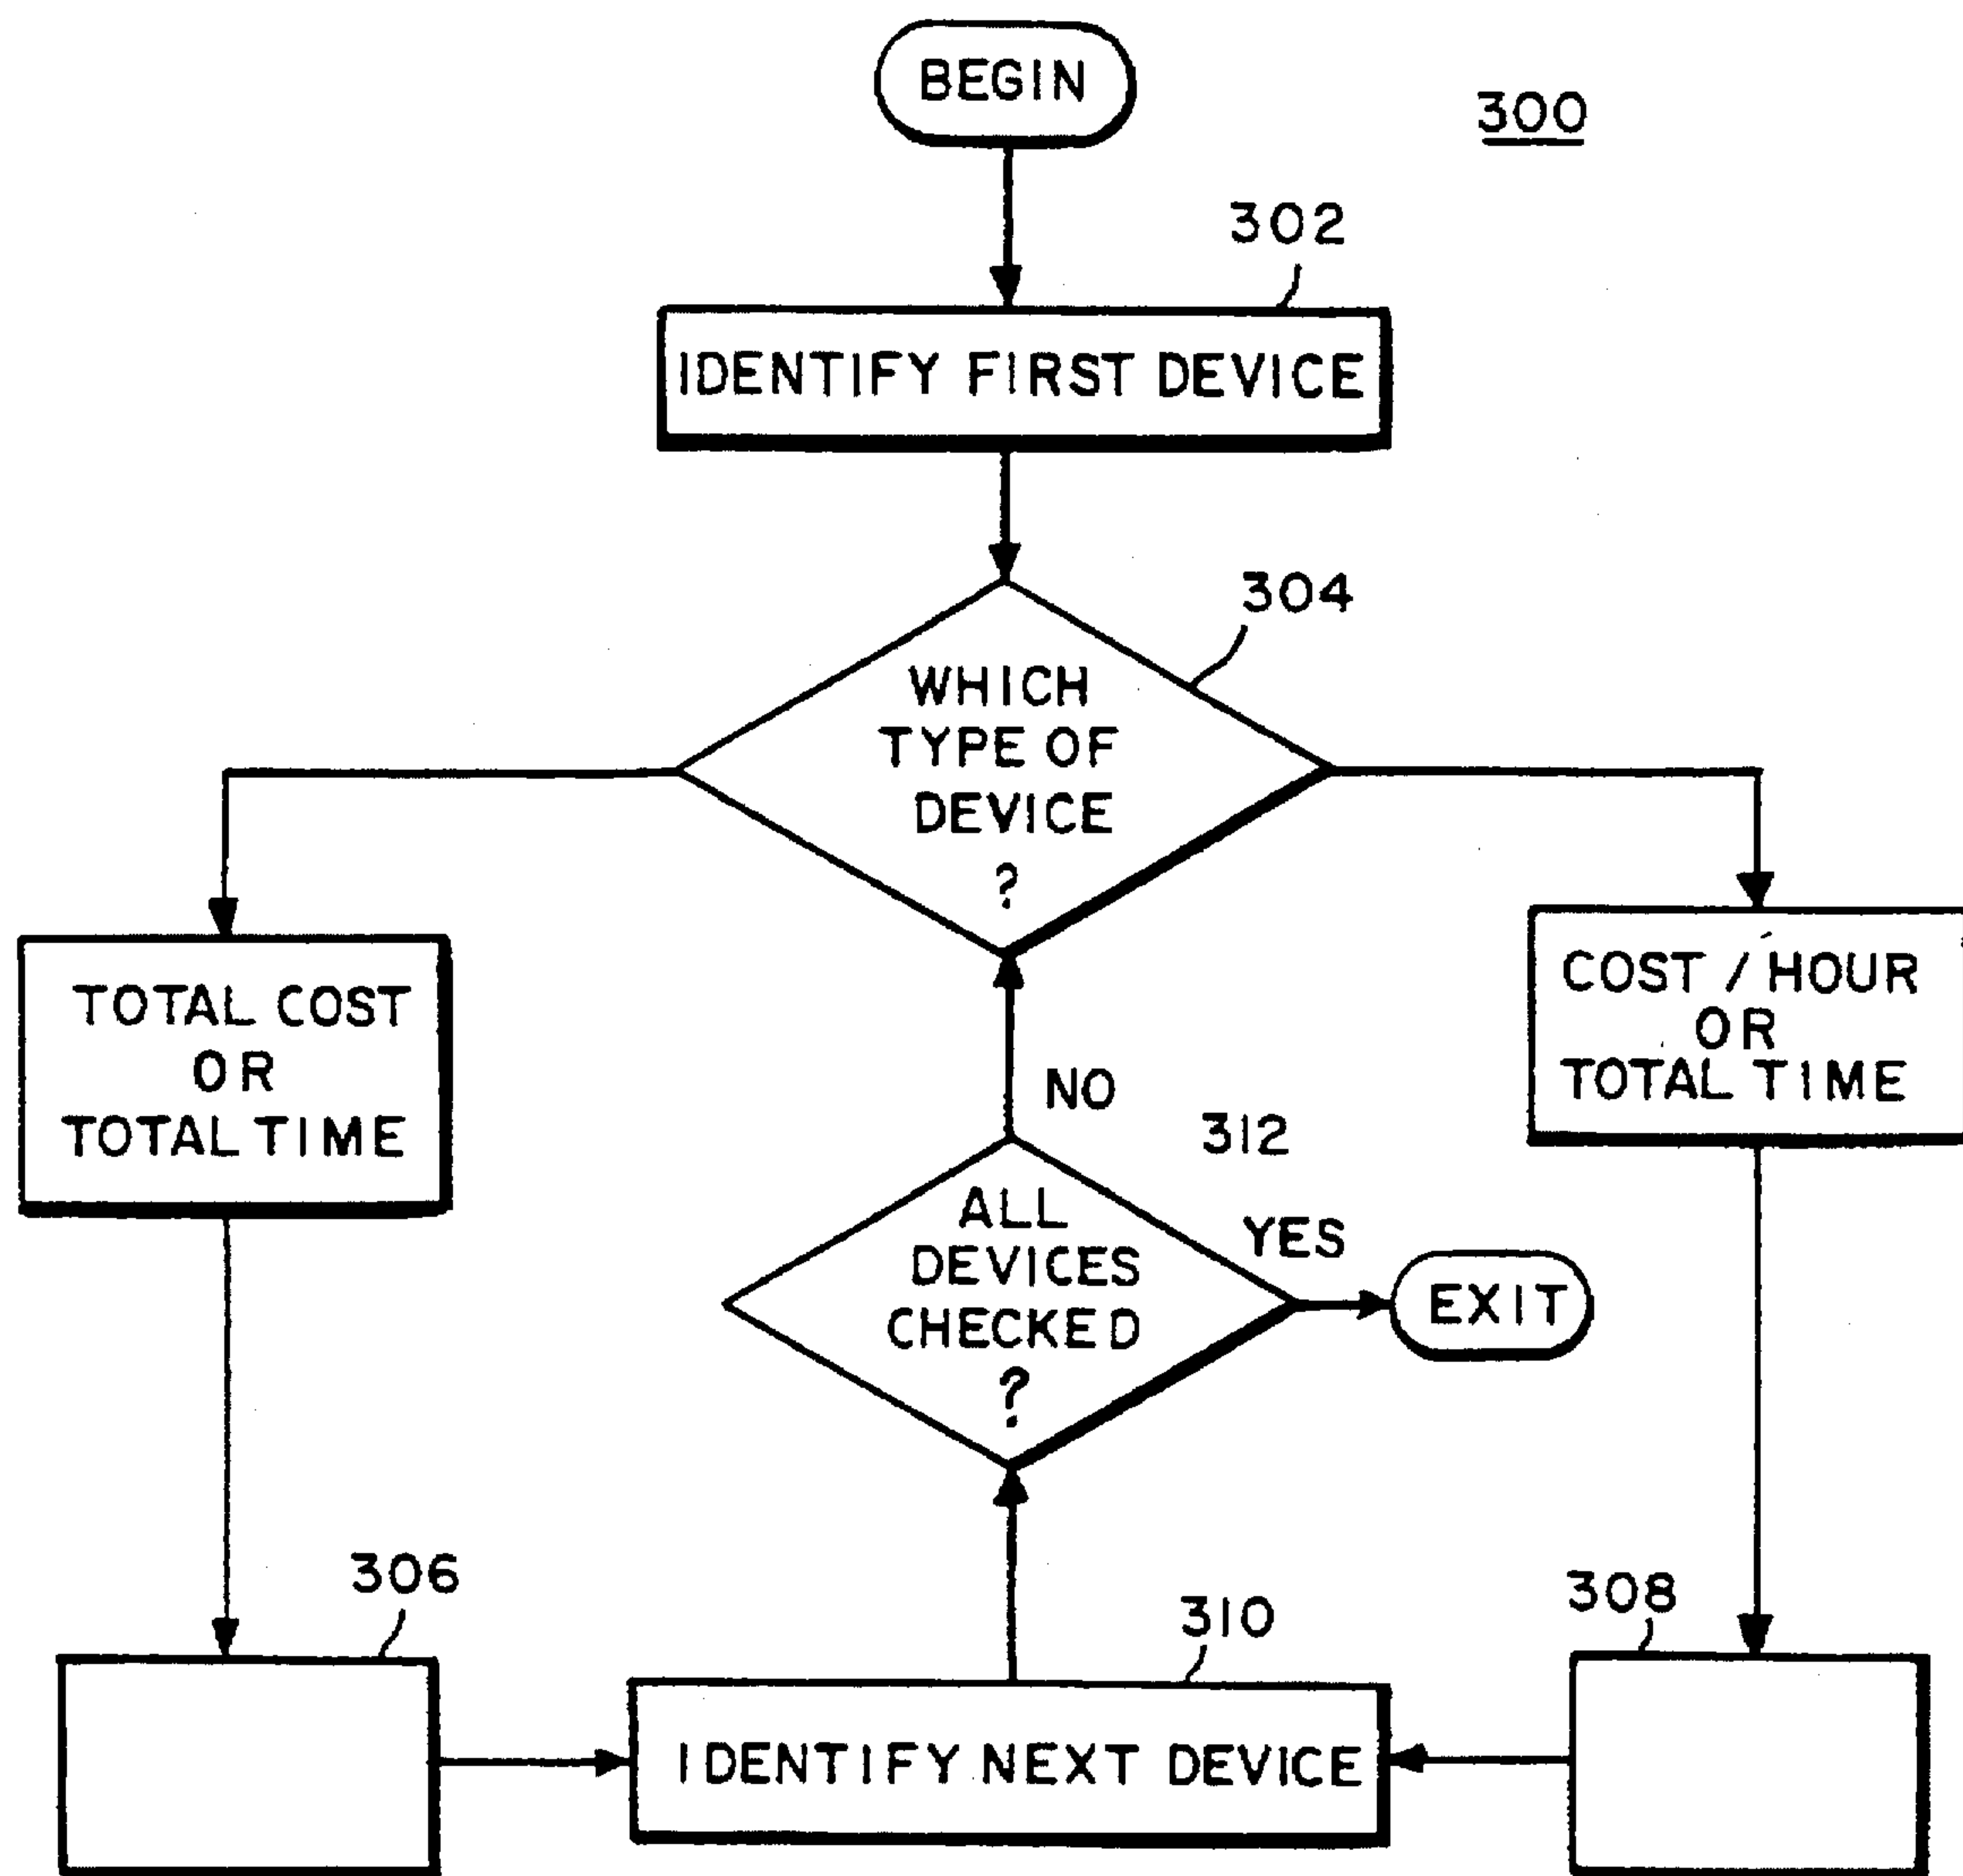 BEGIN
300
302
IDENTIFY FIRST DEVICE
304
WHICH
TYPE OF
DEVICE
?
TOTAL COST
OR
TOTAL TIME
COST / HOUR
OR
TOTAL TIME
NO
312
ALL
DEVICES
CHECKED
?
YES
EXIT
306
310
308
IDENTIFY NEXT DEVICE